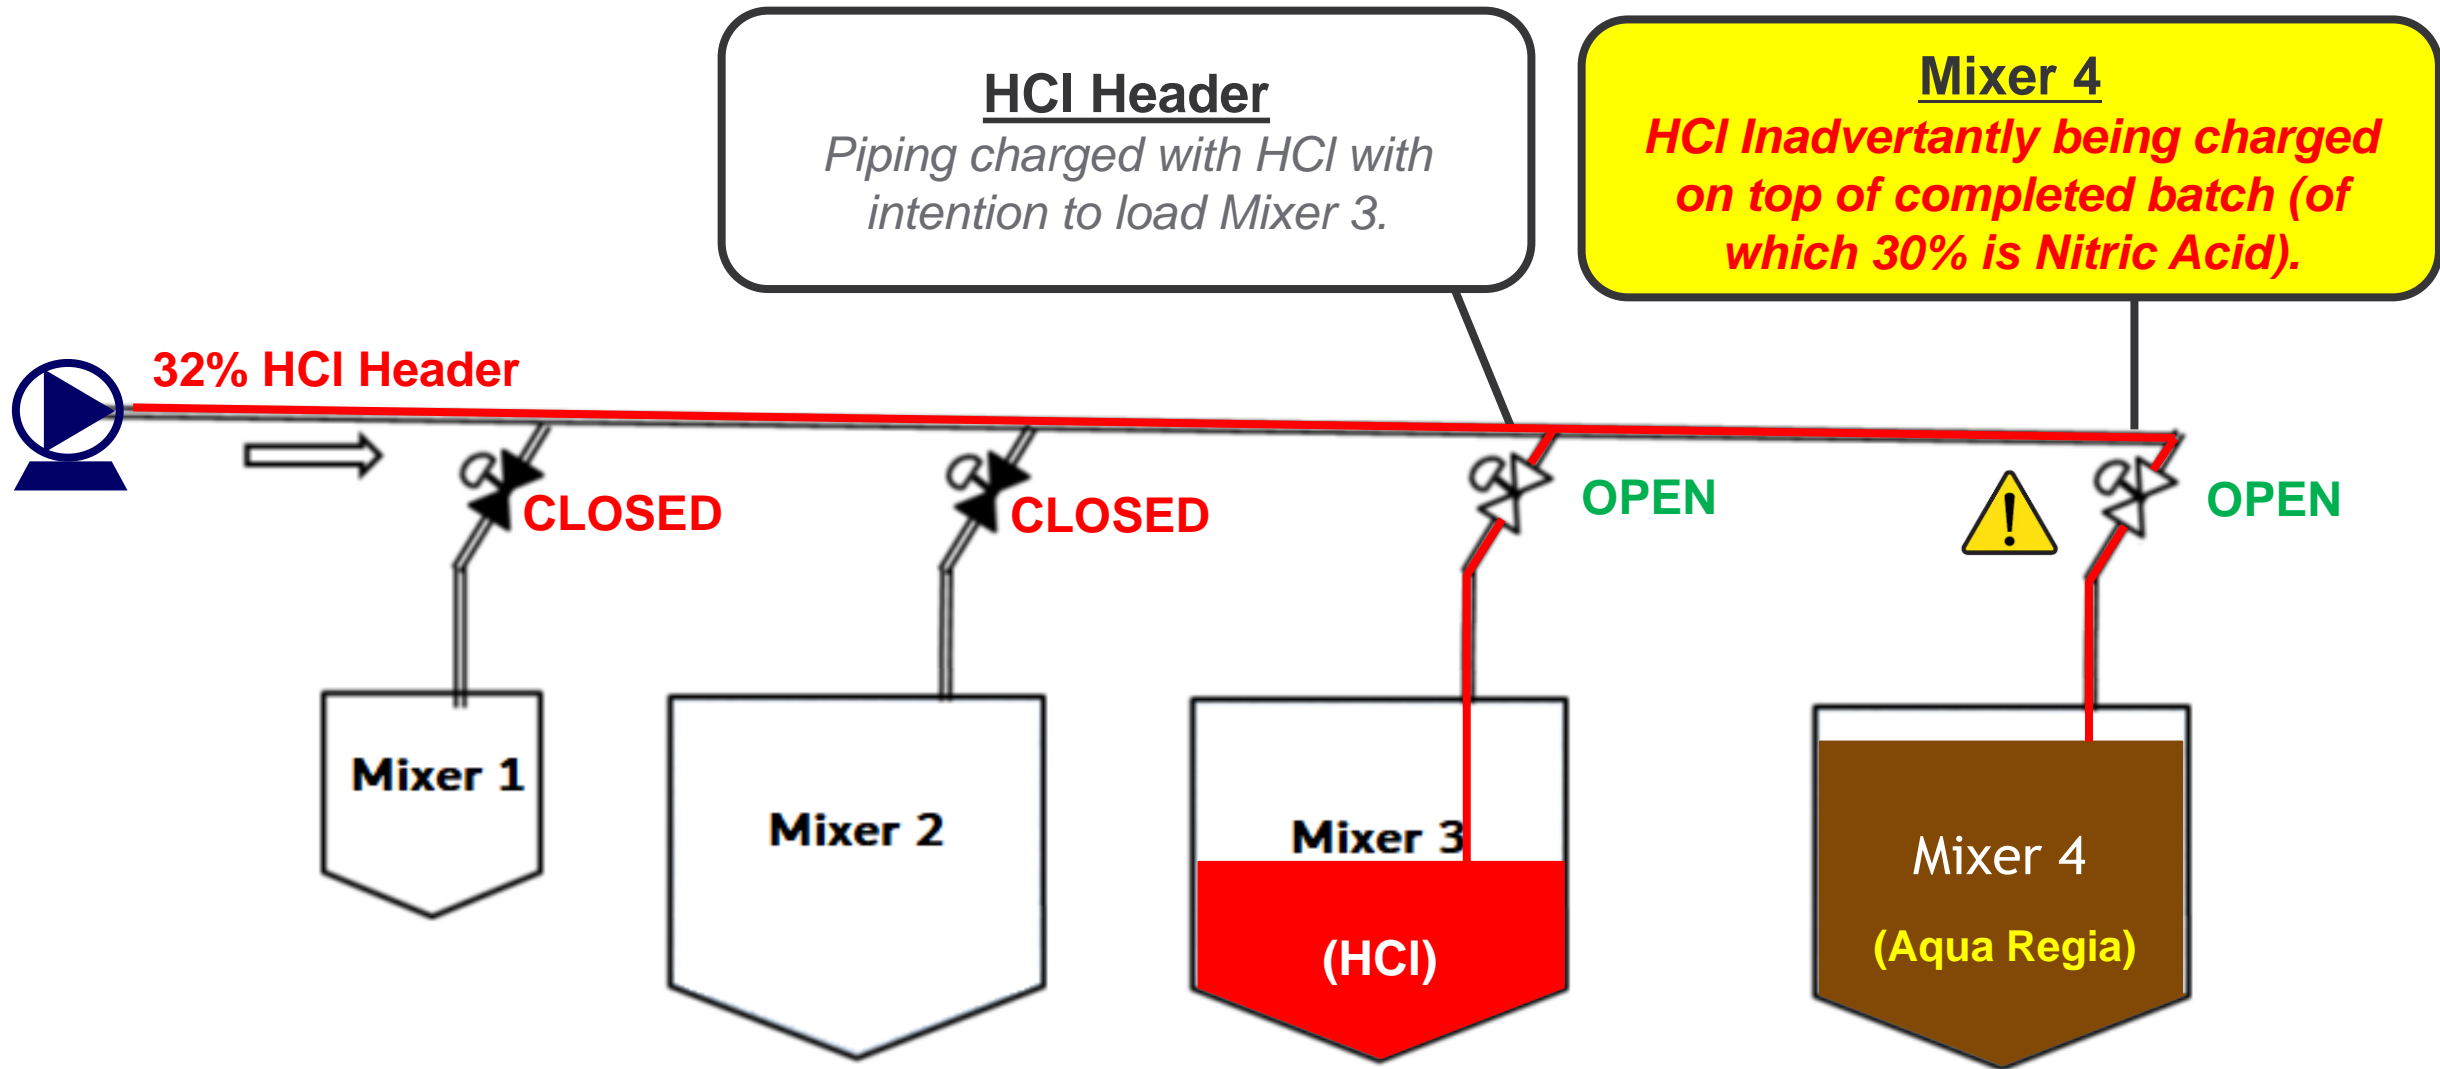 HCl Header
Piping charged with HCl with
intention to load Mixer 3.
Mixer 4
HCl Inadvertantly being charged
on top of completed batch (of
which 30% is Nitric Acid).
32% HCl Header
CLOSED
CLOSED
OPEN
OPEN
Mixer 1
Mixer 2
Mixer 3
(HCl)
Mixer 4
(Aqua Regia)